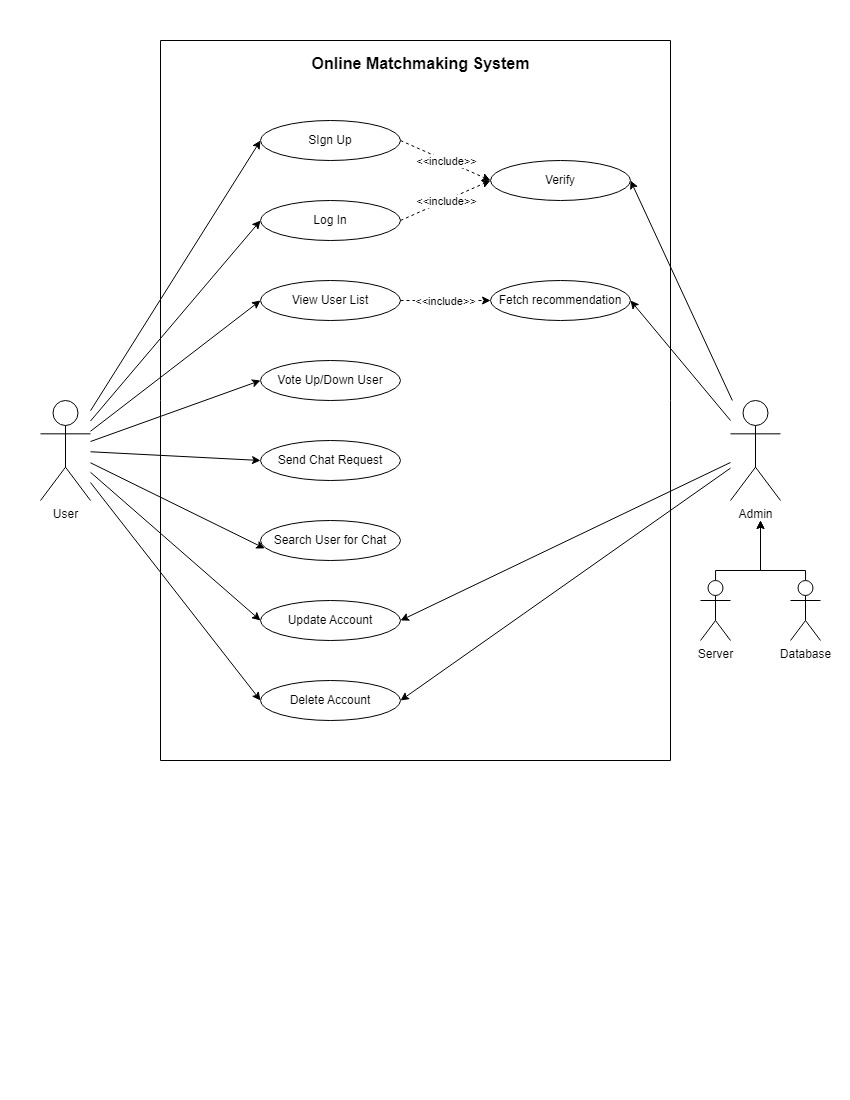 Online Matchmaking System
SIgn Up
<<include>>
Verify
Log In
<<include>>
View User List
<<include>>
Fetch recommendation
Vote Up/Down User
Send Chat Request
Search User for Chat
Update Account
Delete Account
User
Admin
Server
Database